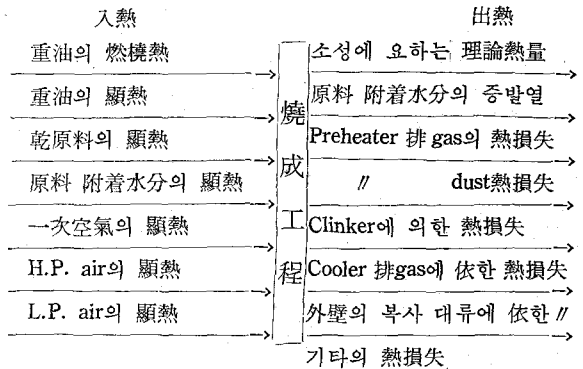 入熱 出熱
重油의 燃燒熱 소성에 요하는 理論熱量
重油의 顯熱 原料 附着水分의 증발열
乾原料의 顯熱 Preheater 排 gas의 熱損失
原料 附着水分의 顯熱 〃 dust熱損失
一次空氣의 顯熱 Clinker에 의한 熱損失
H.P. air의 顯熱 Cooler 排gas에 依한 熱損失
L.P. air의 顯熱 外壁의 복사 대류에 依한〃
기타의 熱損失
燒成工程